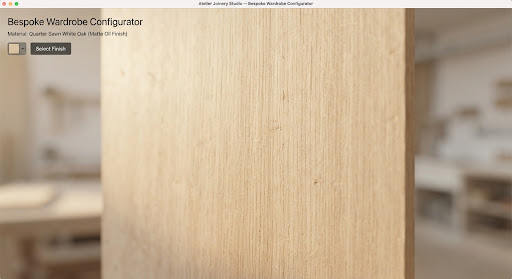 Atelier Joinery Studio — Bespoke Wardrobe Configurator
Bespoke Wardrobe Configurator
Material: Quarter Sawn White Oak (Matte Oil Finish)
Select Finish